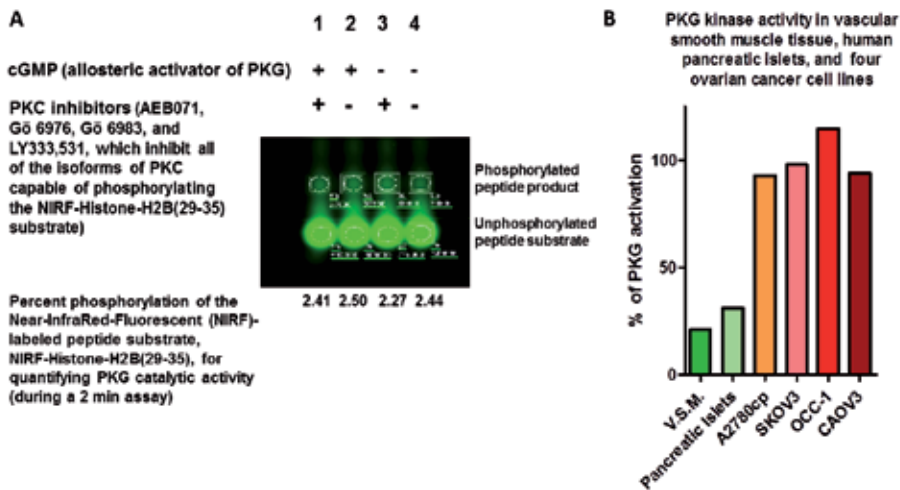 A
1 2 3 4
cGMP (allosteric activator of PKG) + + - -
PKC inhibitors (AEB071, + - + -
Gö 6976, Gö 6983, and
LY333,531, which inhibit all
of the isoforms of PKC
capable of phosphorylating
the NIRF-Histone-H2B(29-35)
substrate)
Phosphorylated
peptide product
Unphosphorylated
peptide substrate
2.41 2.50 2.27 2.44
Percent phosphorylation of the
Near-InfraRed-Fluorescent (NIRF)-
labeled peptide substrate,
NIRF-Histone-H2B(29-35), for
quantifying PKG catalytic activity
(during a 2 min assay)
B
PKG kinase activity in vascular
smooth muscle tissue, human
pancreatic islets, and four
ovarian cancer cell lines
% of PKG activation
100
50
0
V.S.M.
Pancreatic Islets
A2780cp
SKOV3
OCC-1
CAOV3